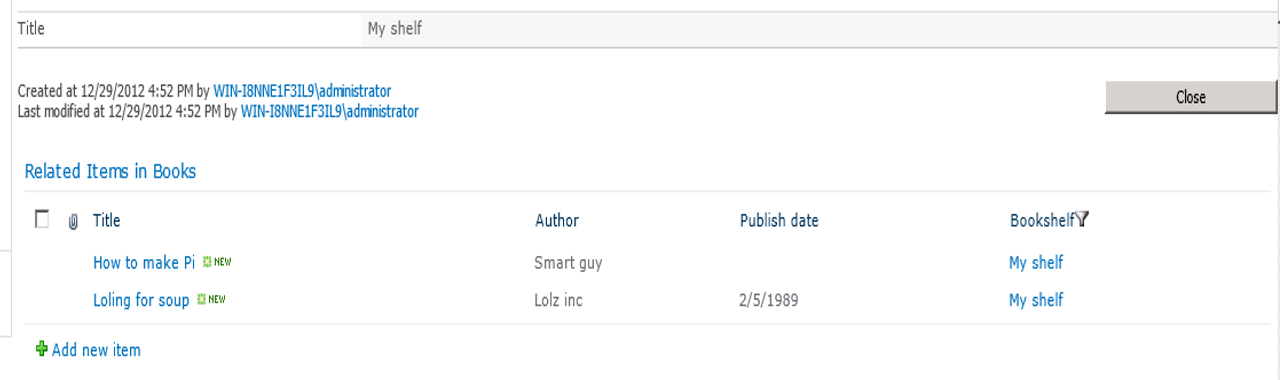 Title My shelf
Created at 12/29/2012 4:52 PM by WIN-I8NNE1F3IL9\administrator
Last modified at 12/29/2012 4:52 PM by WIN-I8NNE1F3IL9\administrator
Close
Related Items in Books
Title Author Publish date Bookshelf
How to make Pi NEW Smart guy My shelf
Loling for soup NEW Lolz inc 2/5/1989 My shelf
Add new item